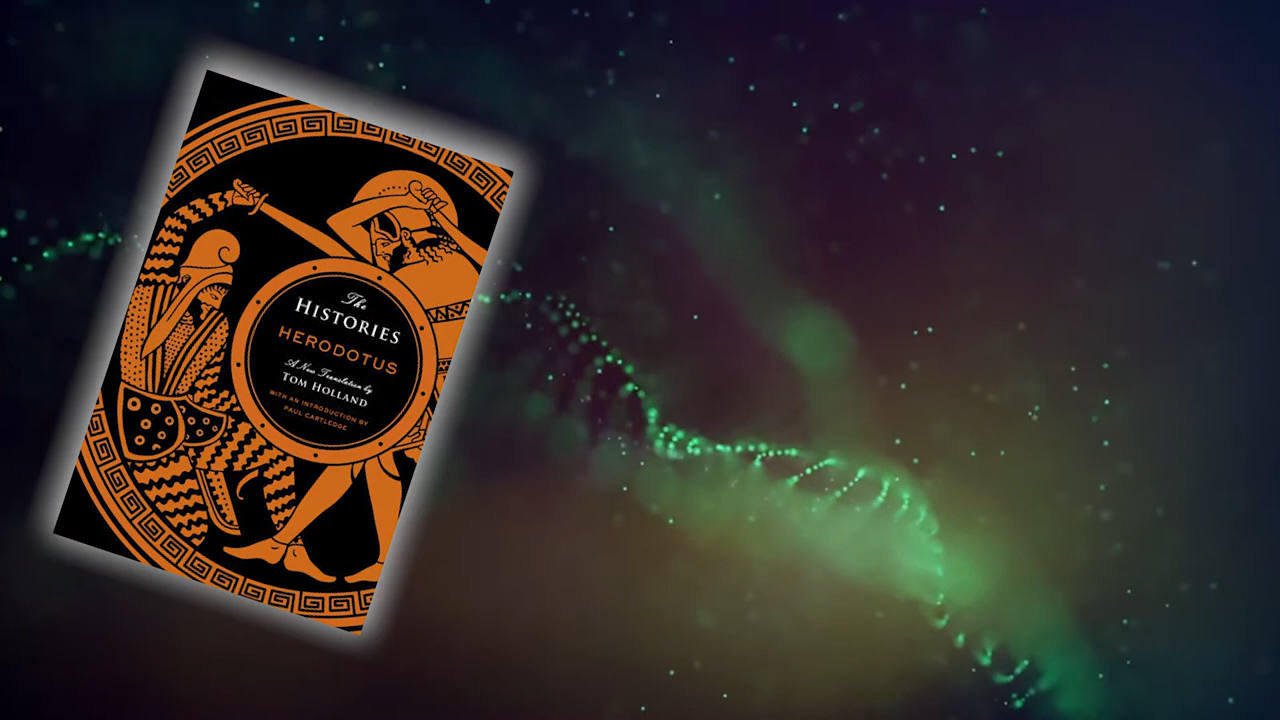 The
HISTORIES
HERODOTUS
A New Translation by
TOM HOLLAND
WITH AN INTRODUCTION BY
PAUL CARTLEDGE